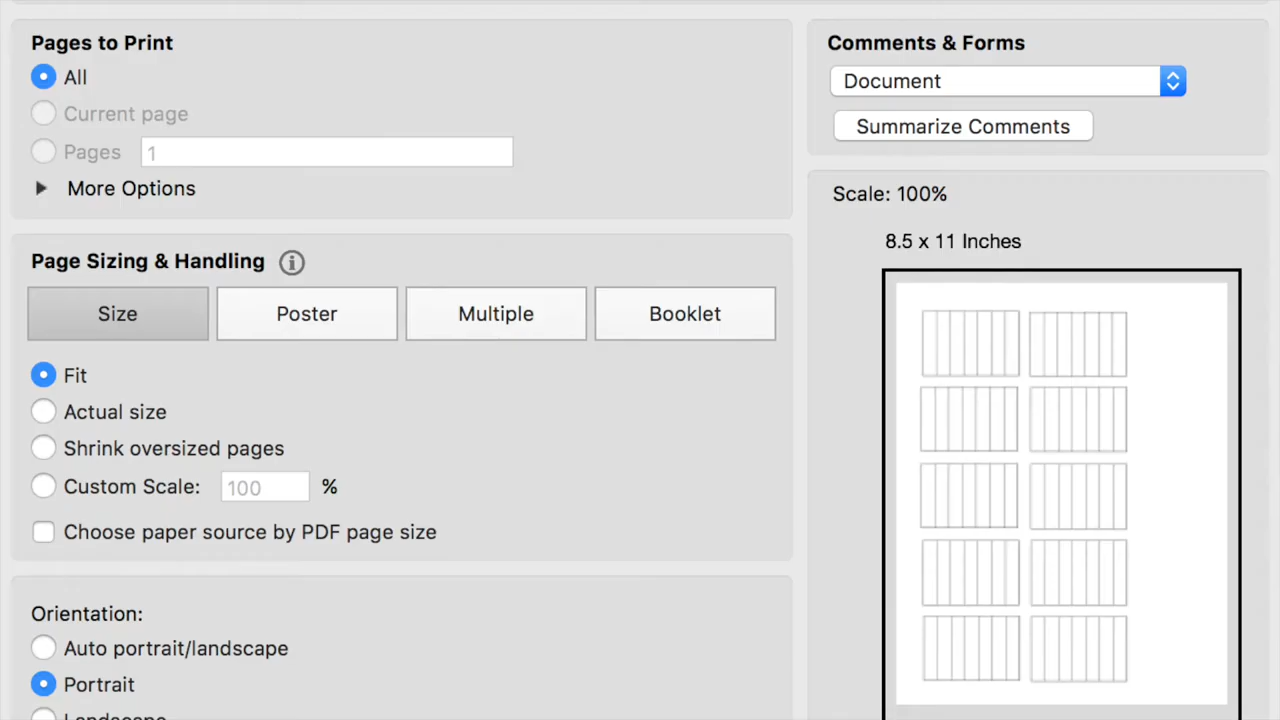 Pages to Print
All
Current page
Pages 1
More Options
Page Sizing & Handling
Size Poster Multiple Booklet
Fit
Actual size
Shrink oversized pages
Custom Scale: 100 %
Choose paper source by PDF page size
Orientation:
Auto portrait/landscape
Portrait
Landscape
Comments & Forms
Document
Summarize Comments
Scale: 100%
8.5 x 11 Inches